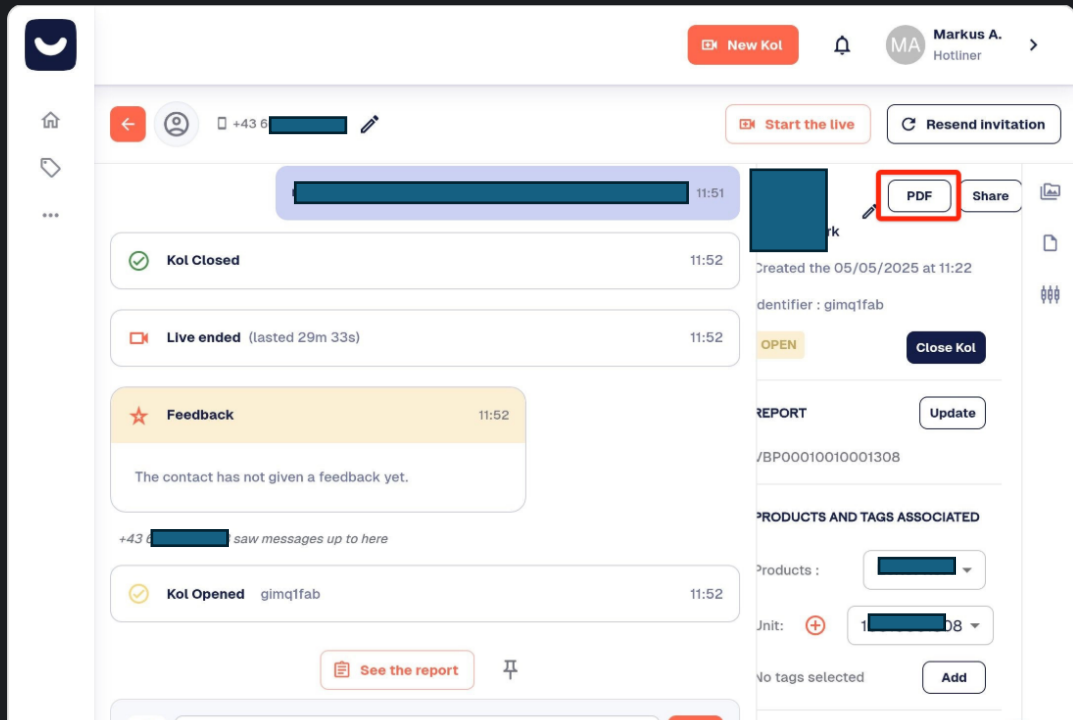 New Kol
MA
Markus A.
Hotliner
+43 6
Start the live
Resend invitation
11:51
PDF
Share
rk
Created the 05/05/2025 at 11:22
Identifier : gimq1fab
OPEN
Close Kol
Kol Closed
11:52
Live ended (lasted 29m 33s)
11:52
Feedback
11:52
The contact has not given a feedback yet.
+43 6 saw messages up to here
Kol Opened gimq1fab
11:52
See the report
REPORT
Update
VBP00010010001308
PRODUCTS AND TAGS ASSOCIATED
Products :
Unit:
08
No tags selected
Add